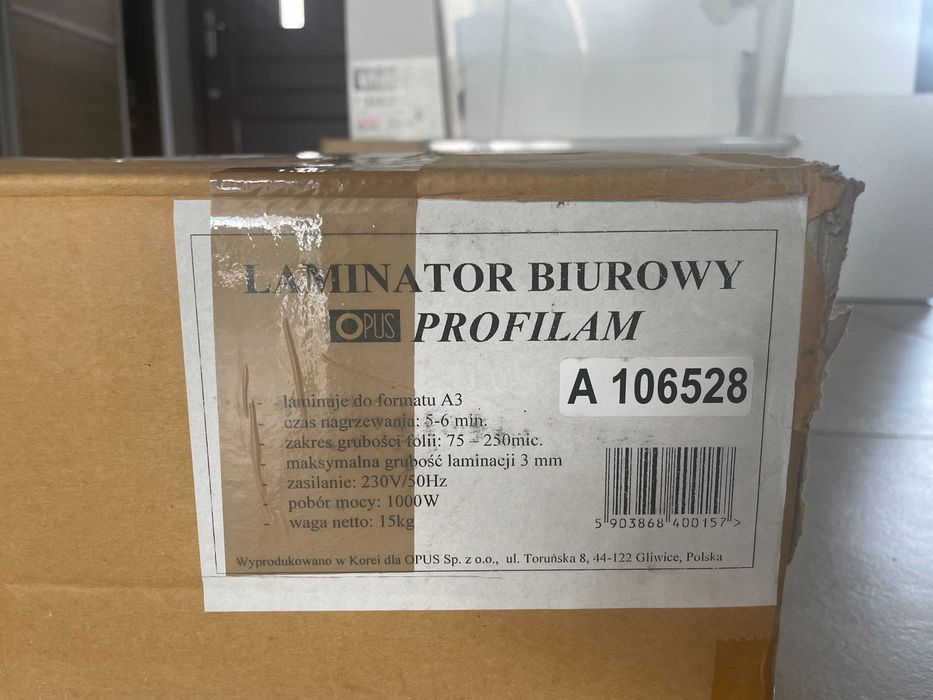 LAMINATOR BIUROWY
OPUS PROFILAM
A 106528
- laminuje do formatu A3
- czas nagrzewania: 5-6 min.
- zakres grubości folii: 75 – 250mic.
- maksymalna grubość laminacji 3 mm
- zasilanie: 230V/50Hz
- pobór mocy: 1000W
- waga netto: 15kg
5 903868 400157 >
Wyprodukowano w Korei dla OPUS Sp. z o.o., ul. Toruńska 8, 44-122 Gliwice, Polska